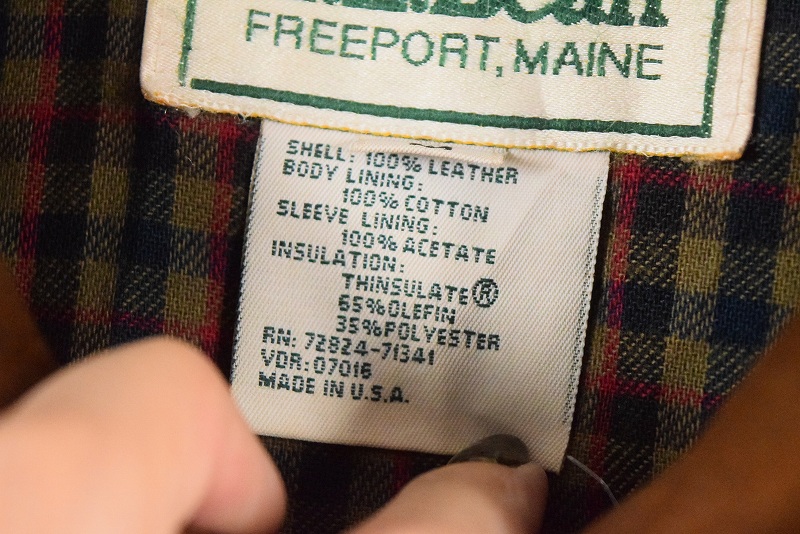 FREEPORT, MAINE
SHELL: 100% LEATHER
BODY LINING:
100% COTTON
SLEEVE LINING:
100% ACETATE
INSULATION:
THINSULATE®
65% OLEFIN
35% POLYESTER
RN: 72924-71341
VDR: 07016
MADE IN U.S.A.